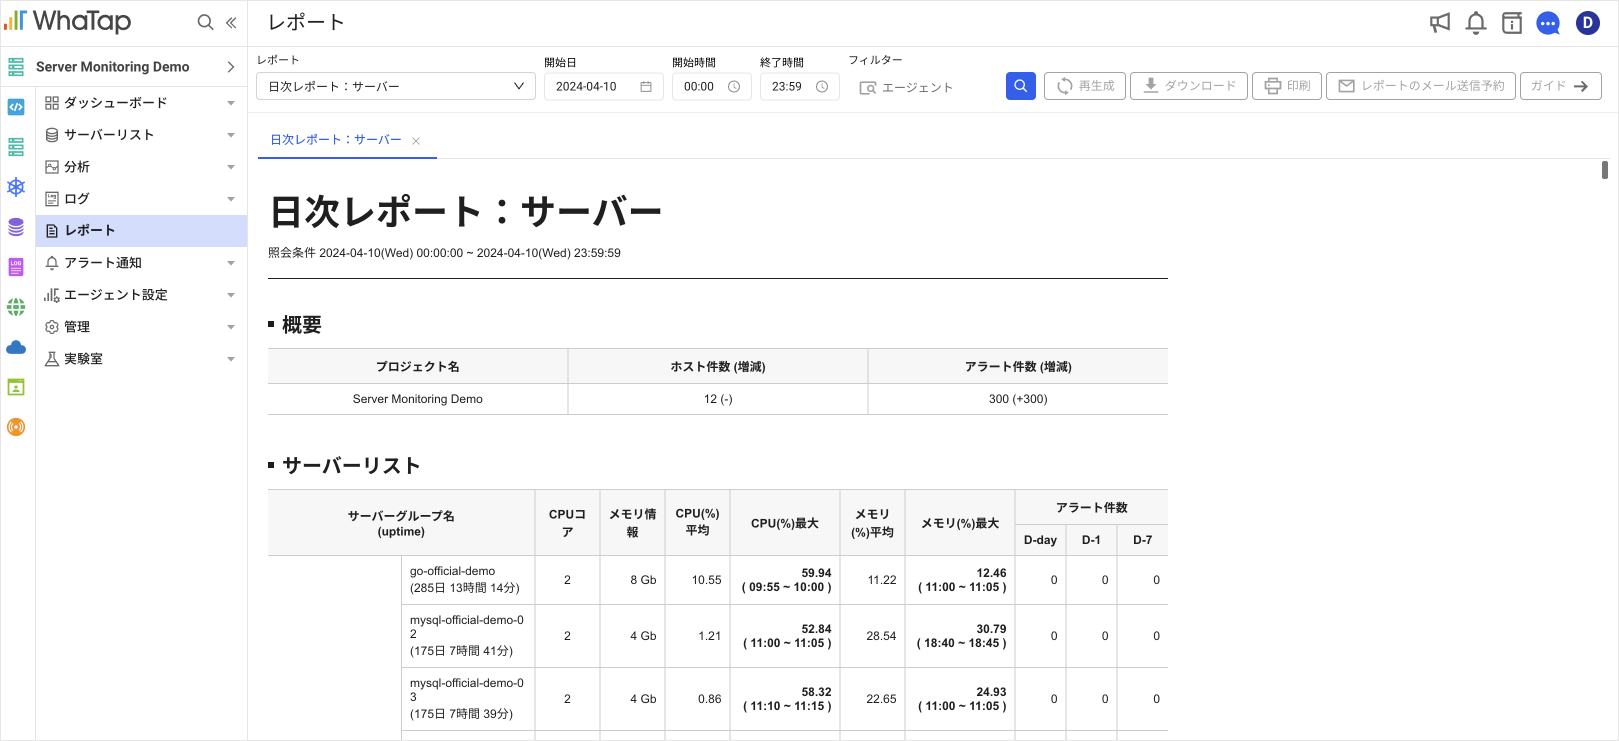 WhaTap
レポート
D
Server Monitoring Demo
ダッシューボード
サーバーリスト
分析
ログ
レポート
アラート通知
エージェント設定
管理
実験室
LOG
レポート
日次レポート：サーバー
開始日
2024-04-10
開始時間
00:00
終了時間
23:59
フィルター
エージェント
再生成
ダウンロード
印刷
レポートのメール送信予約
ガイド
日次レポート：サーバー
日次レポート：サーバー
照会条件 2024-04-10(Wed) 00:00:00 ~ 2024-04-10(Wed) 23:59:59
概要
プロジェクト名 ホスト件数 (増減) アラート件数 (増減)
Server Monitoring Demo 12 (-) 300 (+300)
サーバーリスト
サーバーグループ名
(uptime)
CPUコ
ア
メモリ情
報
CPU(%)
平均
CPU(%)最大
メモリ
(%)平均
メモリ(%)最大
アラート件数
D-day D-1 D-7
go-official-demo
(285日 13時間 14分)
2 8 Gb 10.55
59.94
( 09:55 ~ 10:00 )
11.22
12.46
( 11:00 ~ 11:05 )
0 0 0
mysql-official-demo-0
2
(175日 7時間 41分)
2 4 Gb 1.21
52.84
( 11:00 ~ 11:05 )
28.54
30.79
( 18:40 ~ 18:45 )
0 0 0
mysql-official-demo-0
3
(175日 7時間 39分)
2 4 Gb 0.86
58.32
( 11:10 ~ 11:15 )
22.65
24.93
( 11:00 ~ 11:05 )
0 0 0